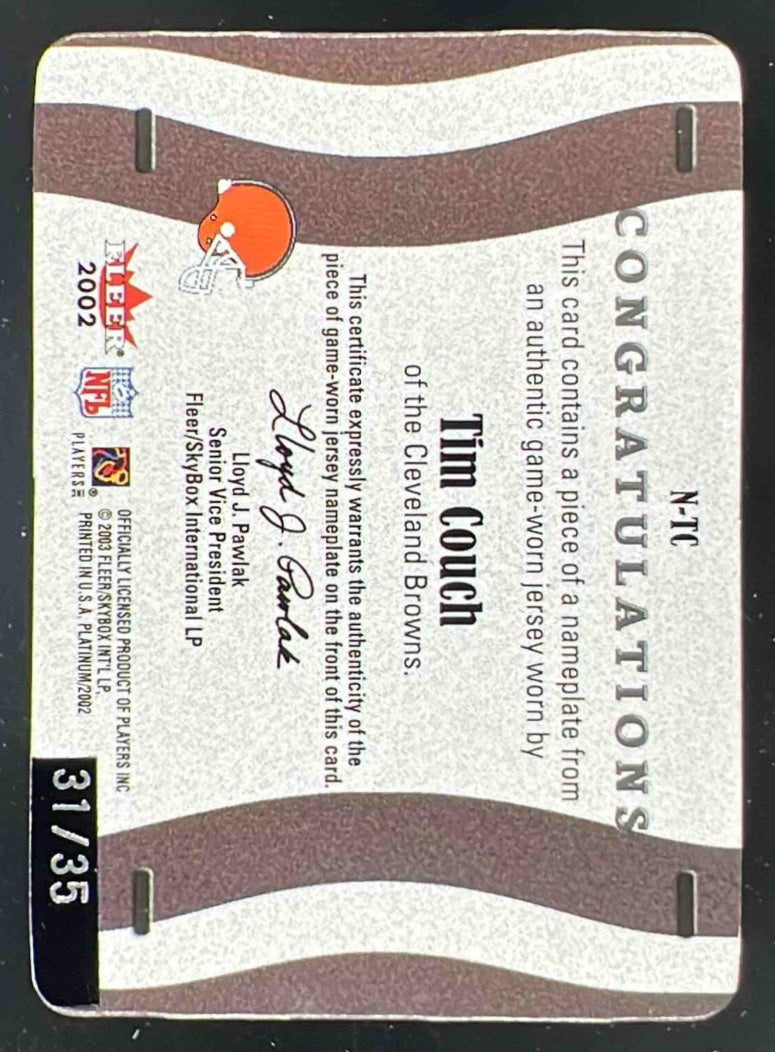 N-TC
CONGRATULATIONS
This card contains a piece of a nameplate from
an authentic game-worn jersey worn by
Tim Couch
of the Cleveland Browns.
This certificate expressly warrants the authenticity of the
piece of game-worn jersey nameplate on the front of this card.
Lloyd J. Pawlak
Lloyd J. Pawlak
Senior Vice President
Fleer/SkyBox International LP
FLEER®
2002
NFL
PLAYERS INC ®
OFFICIALLY LICENSED PRODUCT OF PLAYERS INC
© 2003 FLEER/SKYBOX INT'L LP.
PRINTED IN U.S.A. PLATINUM/2002
31/35